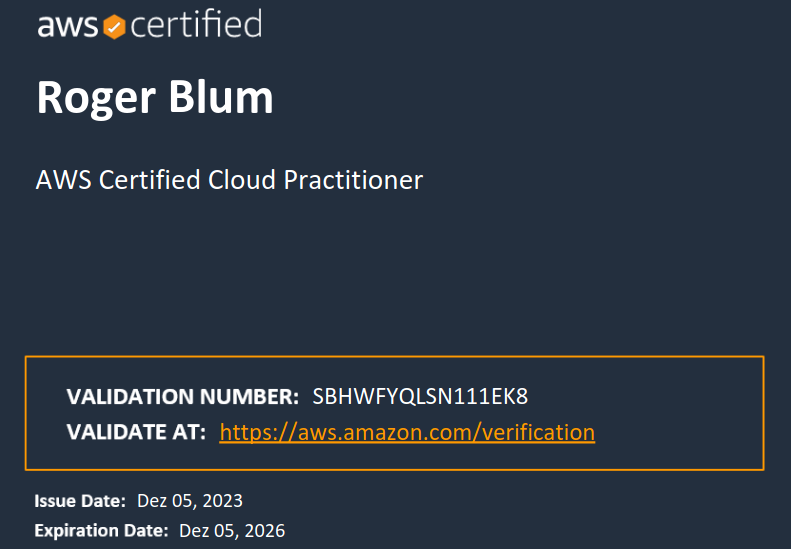 aws certified
Roger Blum
AWS Certified Cloud Practitioner
VALIDATION NUMBER: SBHWFYQLSN111EK8
VALIDATE AT: https://aws.amazon.com/verification
Issue Date: Dez 05, 2023
Expiration Date: Dez 05, 2026